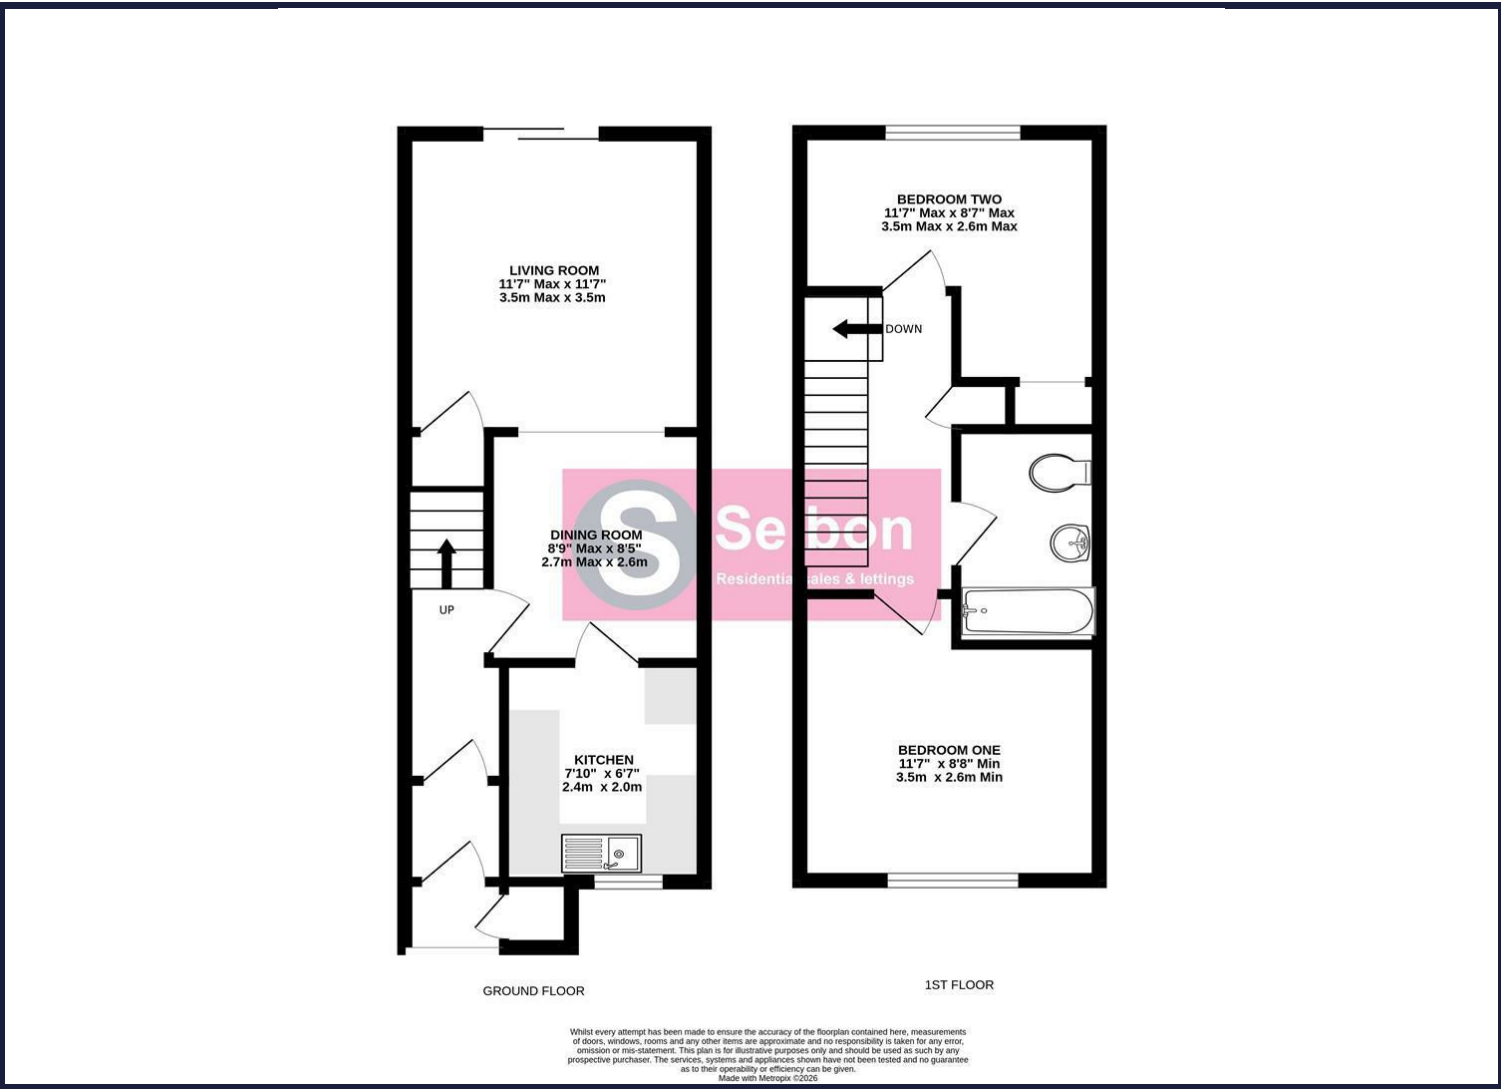 LIVING ROOM
11'7" Max x 11'7"
3.5m Max x 3.5m
DINING ROOM
8'9" Max x 8'5"
2.7m Max x 2.6m
UP
KITCHEN
7'10" x 6'7"
2.4m x 2.0m
GROUND FLOOR
BEDROOM TWO
11'7" Max x 8'7" Max
3.5m Max x 2.6m Max
DOWN
BEDROOM ONE
11'7" x 8'8" Min
3.5m x 2.6m Min
1ST FLOOR
S
Residential sales & lettings
Whilst every attempt has been made to ensure the accuracy of the floorplan contained here, measurements
of doors, windows, rooms and any other items are approximate and no responsibility is taken for any error,
omission or mis-statement. This plan is for illustrative purposes only and should be used as such by any
prospective purchaser. The services, systems and appliances shown have not been tested and no guarantee
as to their operability or efficiency can be given.
Made with Metropix ©2026